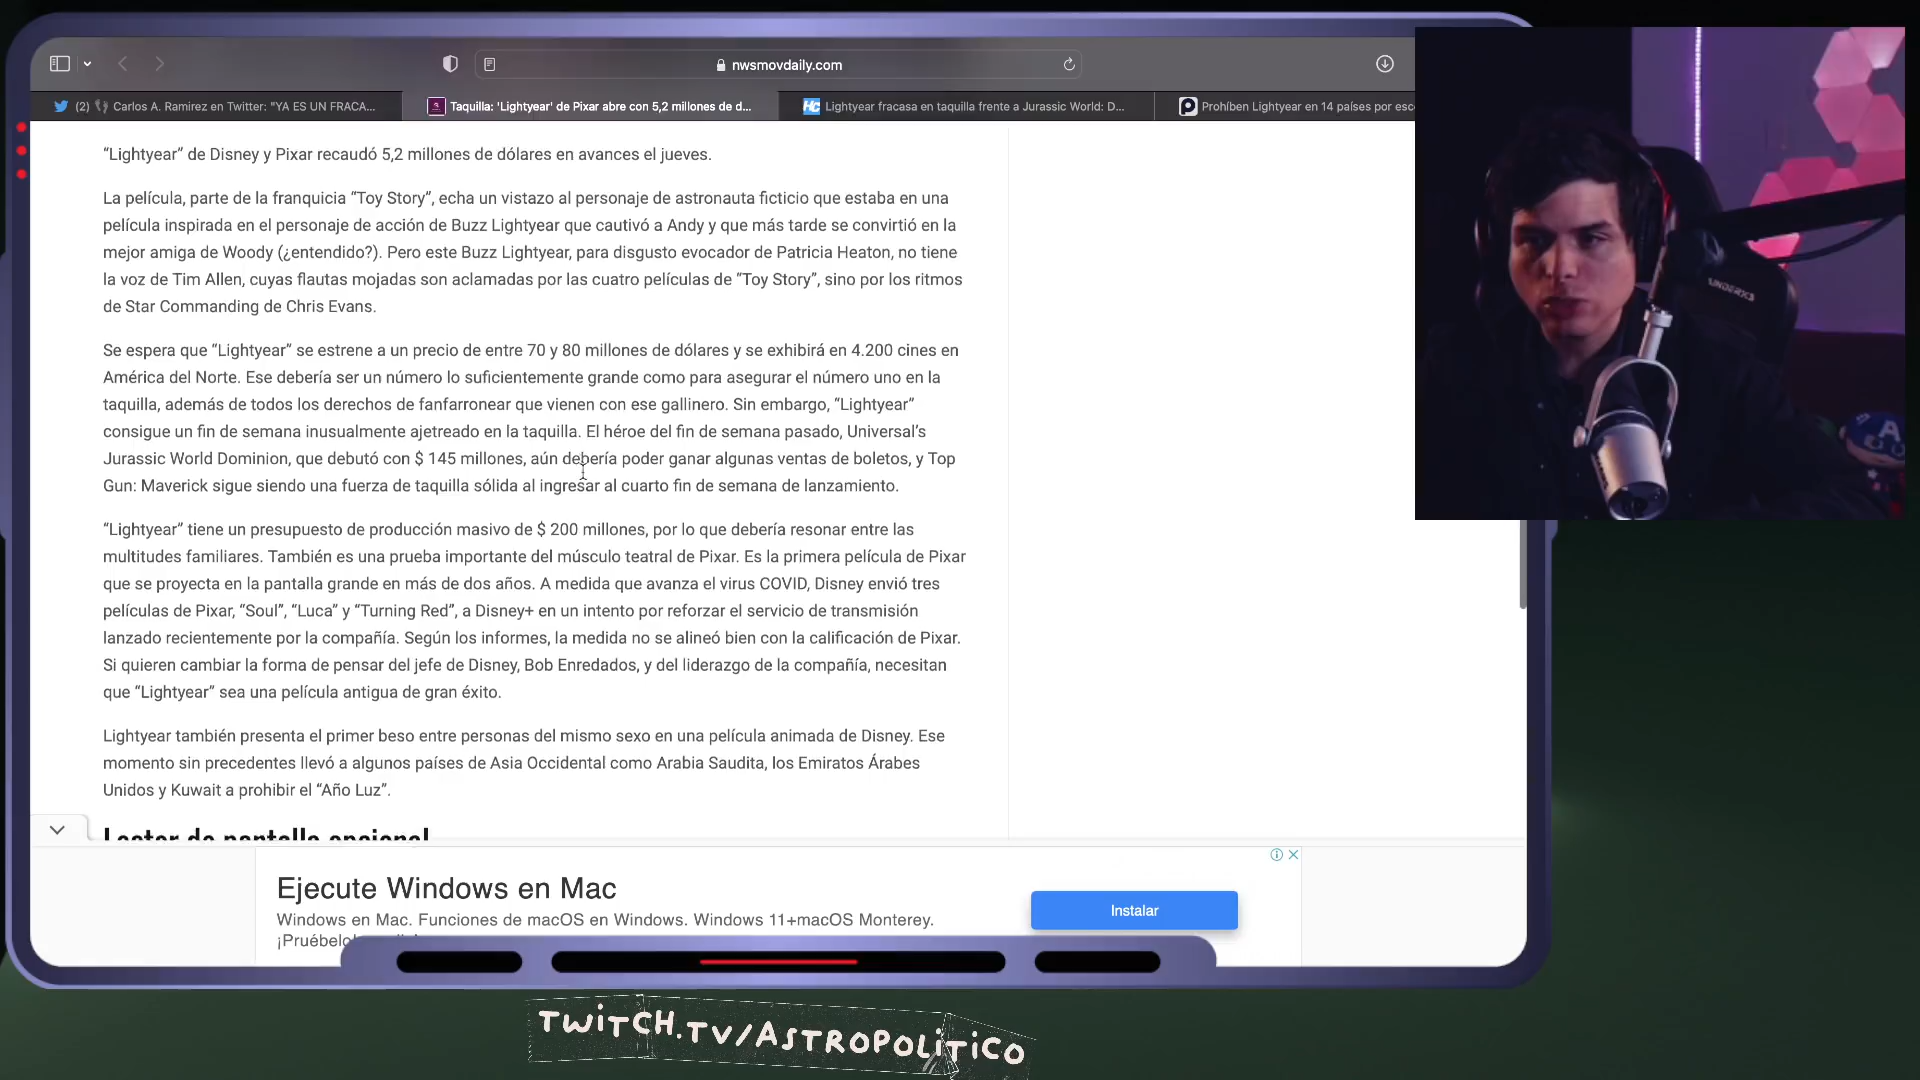 nwsmovdaily.com
(2) Carlos A. Ramirez en Twitter: "YA ES UN FRACA...
Taquilla: 'Lightyear' de Pixar abre con 5,2 millones de d...
HC Lightyear fracasa en taquilla frente a Jurassic World: D...
Prohíben Lightyear en 14 países por esc
“Lightyear” de Disney y Pixar recaudó 5,2 millones de dólares en avances el jueves.
La película, parte de la franquicia “Toy Story”, echa un vistazo al personaje de astronauta ficticio que estaba en una
película inspirada en el personaje de acción de Buzz Lightyear que cautivó a Andy y que más tarde se convirtió en la
mejor amiga de Woody (¿entendido?). Pero este Buzz Lightyear, para disgusto evocador de Patricia Heaton, no tiene
la voz de Tim Allen, cuyas flautas mojadas son aclamadas por las cuatro películas de “Toy Story”, sino por los ritmos
de Star Commanding de Chris Evans.
Se espera que “Lightyear” se estrene a un precio de entre 70 y 80 millones de dólares y se exhibirá en 4.200 cines en
América del Norte. Ese debería ser un número lo suficientemente grande como para asegurar el número uno en la
taquilla, además de todos los derechos de fanfarronear que vienen con ese gallinero. Sin embargo, “Lightyear”
consigue un fin de semana inusualmente ajetreado en la taquilla. El héroe del fin de semana pasado, Universal’s
Jurassic World Dominion, que debutó con $ 145 millones, aún debería poder ganar algunas ventas de boletos, y Top
Gun: Maverick sigue siendo una fuerza de taquilla sólida al ingresar al cuarto fin de semana de lanzamiento.
“Lightyear” tiene un presupuesto de producción masivo de $ 200 millones, por lo que debería resonar entre las
multitudes familiares. También es una prueba importante del músculo teatral de Pixar. Es la primera película de Pixar
que se proyecta en la pantalla grande en más de dos años. A medida que avanza el virus COVID, Disney envió tres
películas de Pixar, “Soul”, “Luca” y “Turning Red”, a Disney+ en un intento por reforzar el servicio de transmisión
lanzado recientemente por la compañía. Según los informes, la medida no se alineó bien con la calificación de Pixar.
Si quieren cambiar la forma de pensar del jefe de Disney, Bob Enredados, y del liderazgo de la compañía, necesitan
que “Lightyear” sea una película antigua de gran éxito.
Lightyear también presenta el primer beso entre personas del mismo sexo en una película animada de Disney. Ese
momento sin precedentes llevó a algunos países de Asia Occidental como Arabia Saudita, los Emiratos Árabes
Unidos y Kuwait a prohibir el “Año Luz”.
Lector de pantalla opcional
Ejecute Windows en Mac
Windows en Mac. Funciones de macOS en Windows. Windows 11+macOS Monterey.
Instalar
TWITCH.TV/ASTROPOLITICO